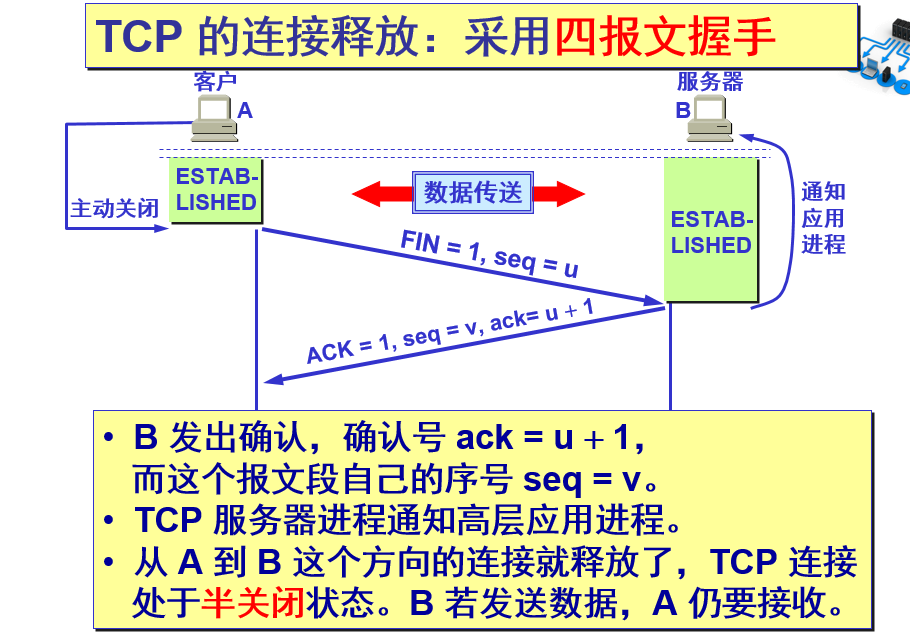 TCP 的连接释放：采用四报文握手
客户
服务器
A
B
ESTAB-
LISHED
数据传送
ESTAB-
LISHED
通知
应用
进程
主动关闭
FIN = 1, seq = u
ACK = 1, seq = v, ack= u + 1
• B 发出确认，确认号 ack = u + 1，
而这个报文段自己的序号 seq = v。
• TCP 服务器进程通知高层应用进程。
• 从 A 到 B 这个方向的连接就释放了，TCP 连接
处于半关闭状态。B 若发送数据，A 仍要接收。